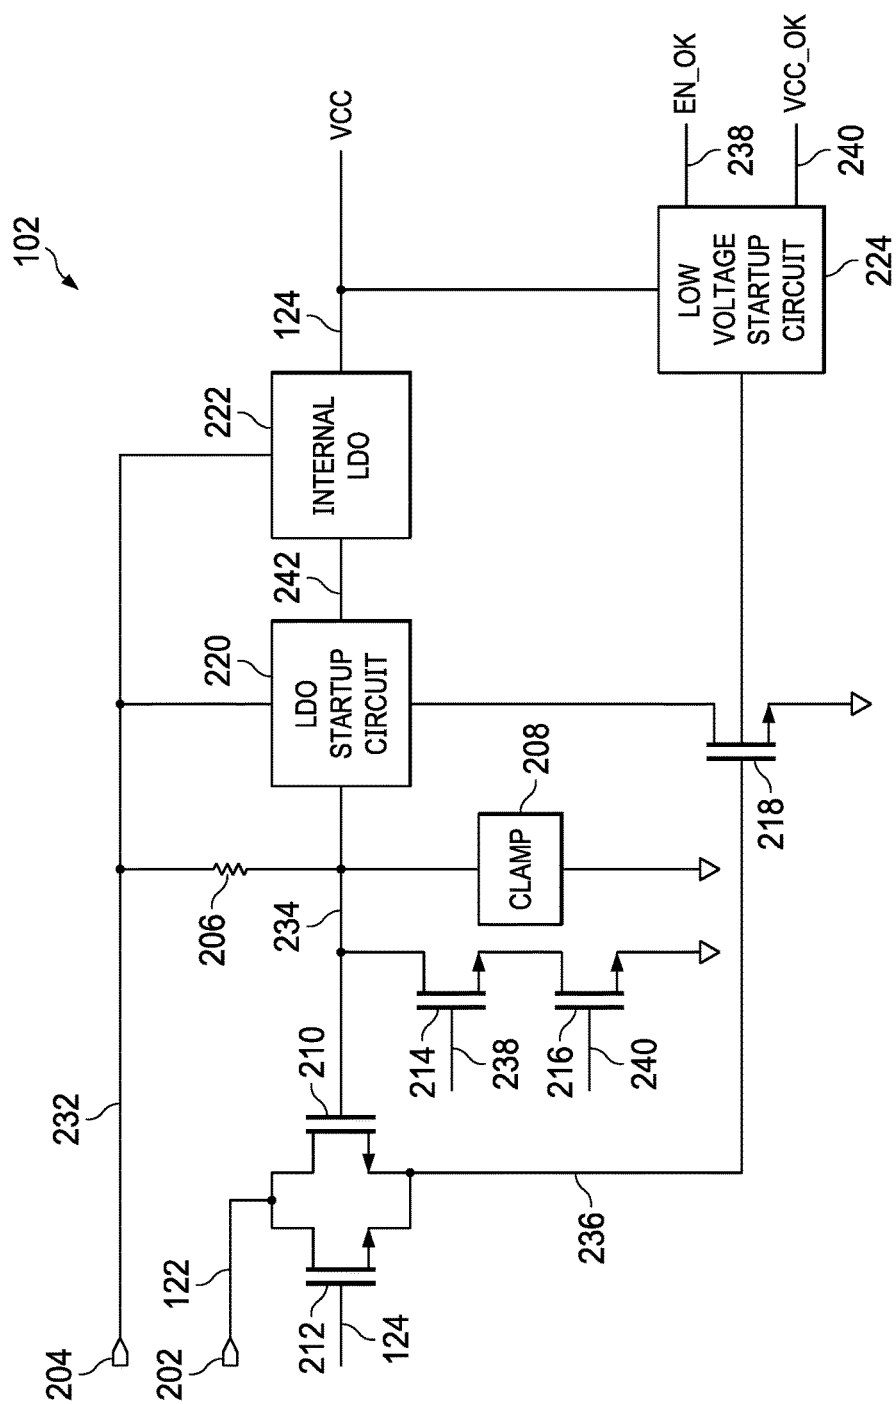 102
204
232
206
220
222
LDO
STARTUP
CIRCUIT
242
INTERNAL
LDO
124
VCC
202
122
212
124
210
234
214
238
216
240
CLAMP
208
236
218
LOW
VOLTAGE
STARTUP
CIRCUIT
224
EN_OK
238
VCC_OK
240